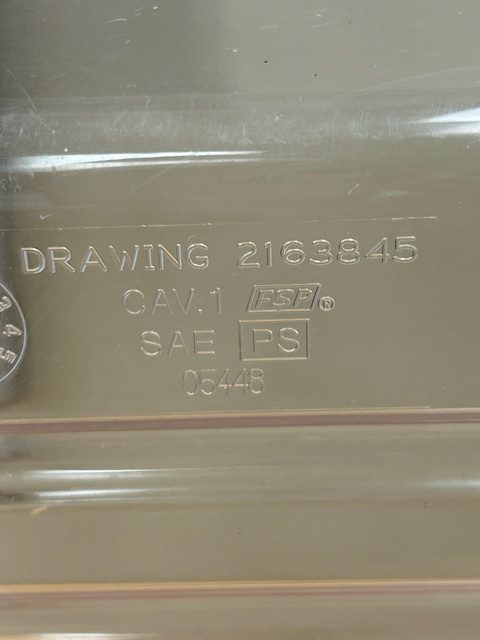 DRAWING 2163845
CAV.1 FSP®
SAE PS
05448